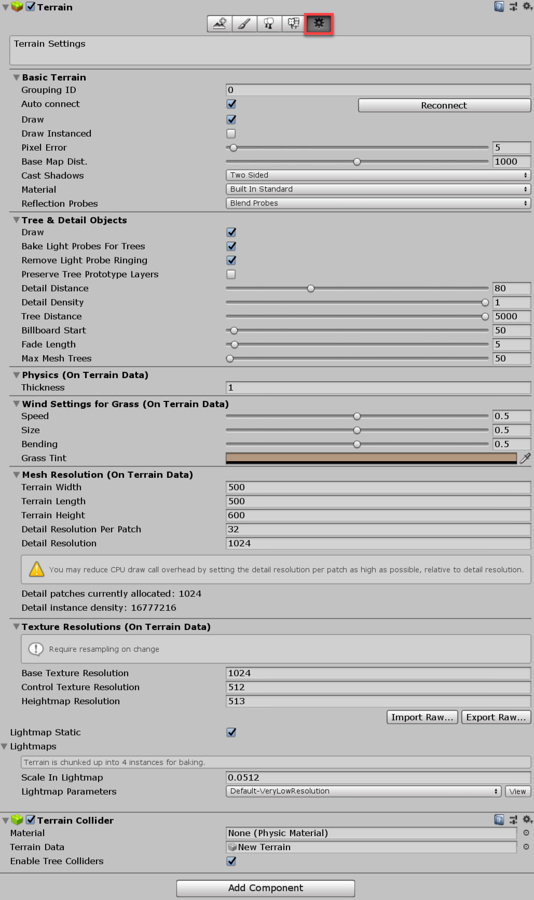 Terrain
Terrain Settings
Basic Terrain
Grouping ID 0
Auto connect Reconnect
Draw
Draw Instanced
Pixel Error 5
Base Map Dist. 1000
Cast Shadows Two Sided
Material Built In Standard
Reflection Probes Blend Probes
Tree & Detail Objects
Draw
Bake Light Probes For Trees
Remove Light Probe Ringing
Preserve Tree Prototype Layers
Detail Distance 80
Detail Density 1
Tree Distance 5000
Billboard Start 50
Fade Length 5
Max Mesh Trees 50
Physics (On Terrain Data)
Thickness 1
Wind Settings for Grass (On Terrain Data)
Speed 0.5
Size 0.5
Bending 0.5
Grass Tint
Mesh Resolution (On Terrain Data)
Terrain Width 500
Terrain Length 500
Terrain Height 600
Detail Resolution Per Patch 32
Detail Resolution 1024
You may reduce CPU draw call overhead by setting the detail resolution per patch as high as possible, relative to detail resolution.
Detail patches currently allocated: 1024
Detail instance density: 16777216
Texture Resolutions (On Terrain Data)
Require resampling on change
Base Texture Resolution 1024
Control Texture Resolution 512
Heightmap Resolution 513
Import Raw... Export Raw...
Lightmap Static
Lightmaps
Terrain is chunked up into 4 instances for baking.
Scale In Lightmap 0.0512
Lightmap Parameters Default-VeryLowResolution View
Terrain Collider
Material None (Physic Material)
Terrain Data New Terrain
Enable Tree Colliders
Add Component